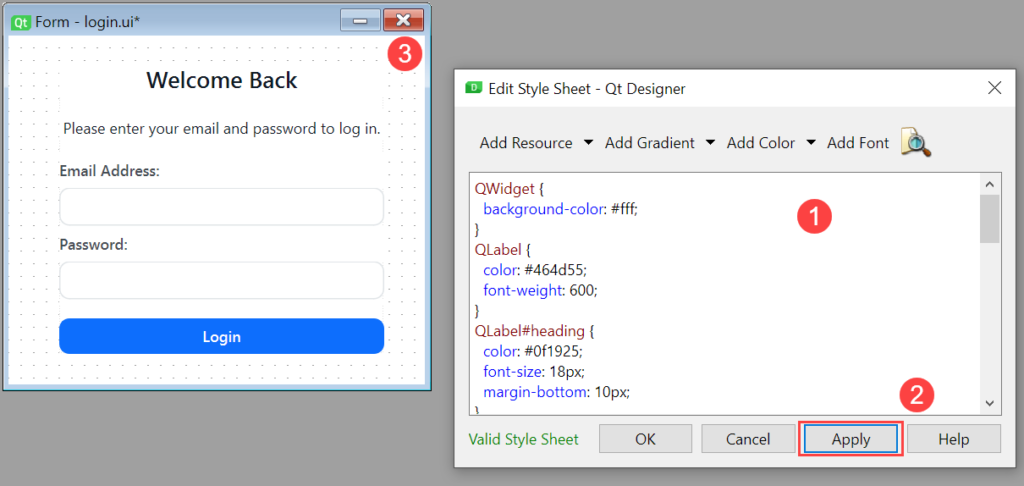 Qt Form - login.ui*
3
Welcome Back
Please enter your email and password to log in.
Email Address:
Password:
Login
D Edit Style Sheet - Qt Designer
Add Resource Add Gradient Add Color Add Font
QWidget {
background-color: #fff;
}
QLabel {
color: #464d55;
font-weight: 600;
}
QLabel#heading {
color: #0f1925;
font-size: 18px;
margin-bottom: 10px;
}
1
2
Valid Style Sheet OK Cancel Apply Help